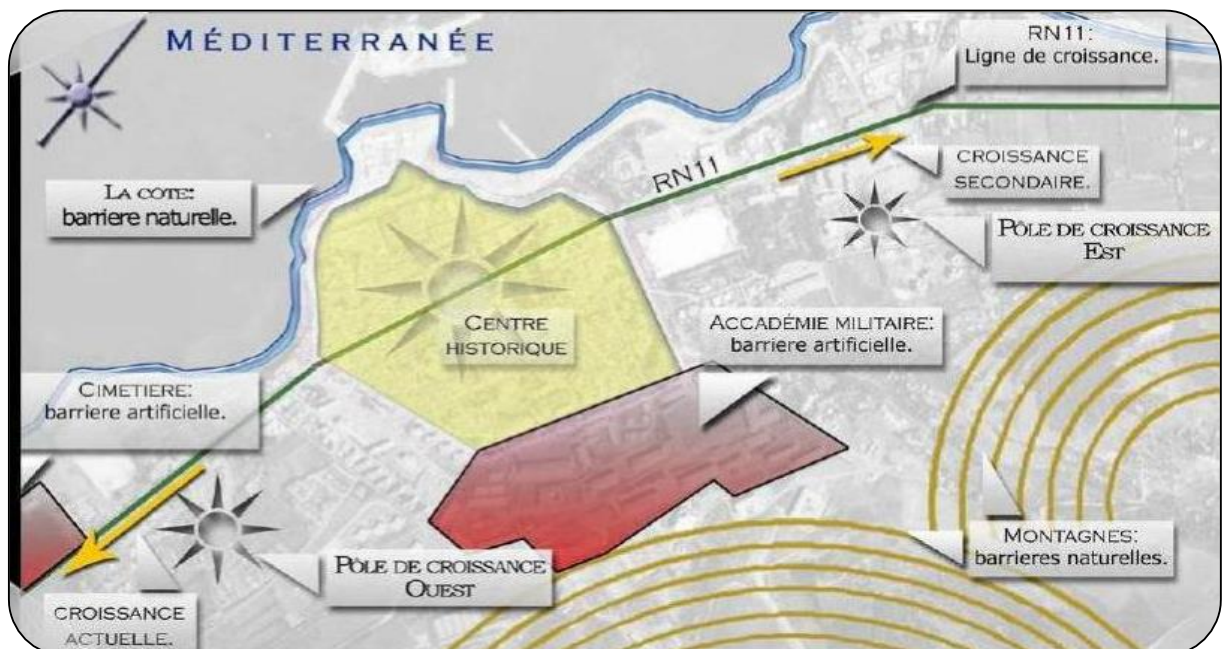 MÉDITERRANÉE
RN11:
Ligne de croissance.
LA COTE:
barriere naturelle.
RN11
CROISSANCE
SECONDAIRE.
PÔLE DE CROISSANCE
EST
CENTRE
HISTORIQUE
ACCADÉMIE MILITAIRE:
barriere artificielle.
CIMETIERE:
barriere artificielle.
MONTAGNES:
barrieres naturelles.
PÔLE DE CROISSANCE
OUEST
CROISSANCE
ACTUELLE.